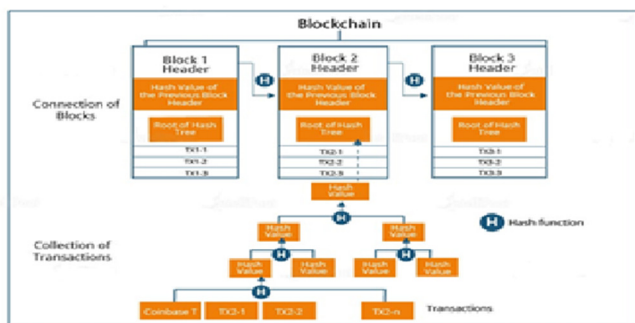 Blockchain
Block 1
Header
Block 2
Header
Block 3
Header
H
H
Connection of
Blocks
Hash Value of
the Previous Block
Header
Hash Value of
the Previous Block
Header
Hash Value of
the Previous Block
Header
Root of Hash
Tree
Root of Hash
Tree
Root of Hash
Tree
TX1-1
TX1-2
TX1-3
TX2-1
TX2-2
TX2-3
TX3-1
TX3-2
TX3-3
Hash
Value
H
H Hash function
Collection of
Transactions
Hash
Value
Hash
Value
H
H
Hash
Value
Hash
Value
Hash
Value
Hash
Value
H
Coinbase T
TX2-1
TX2-2
TX2-n
Transactions